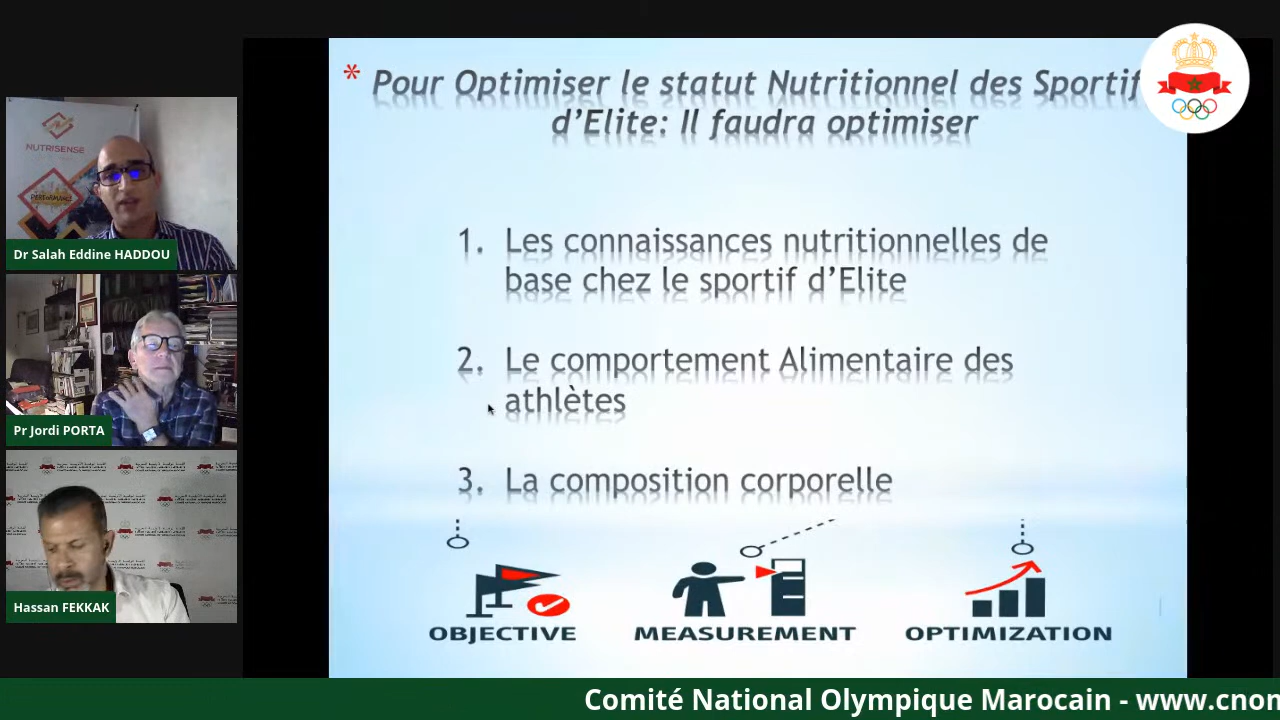 * Pour Optimiser le statut Nutritionnel des Sportif
d’Elite: Il faudra optimiser
1. Les connaissances nutritionnelles de
base chez le sportif d’Elite
2. Le comportement Alimentaire des
athlètes
3. La composition corporelle
OBJECTIVE MEASUREMENT OPTIMIZATION
NUTRISENSE
PERFORMANCE
Dr Salah Eddine HADDOU
Pr Jordi PORTA
Hassan FEKKAK
Comité National Olympique Marocain - www.cnom